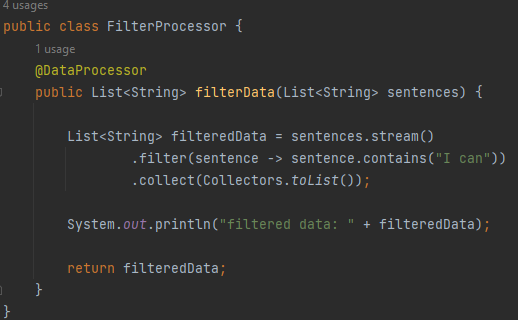 4 usages
public class FilterProcessor {
1 usage
@DataProcessor
public List<String> filterData(List<String> sentences) {
List<String> filteredData = sentences.stream()
.filter(sentence -> sentence.contains("I can"))
.collect(Collectors.toList());
System.out.println("filtered data: " + filteredData);
return filteredData;
}
}